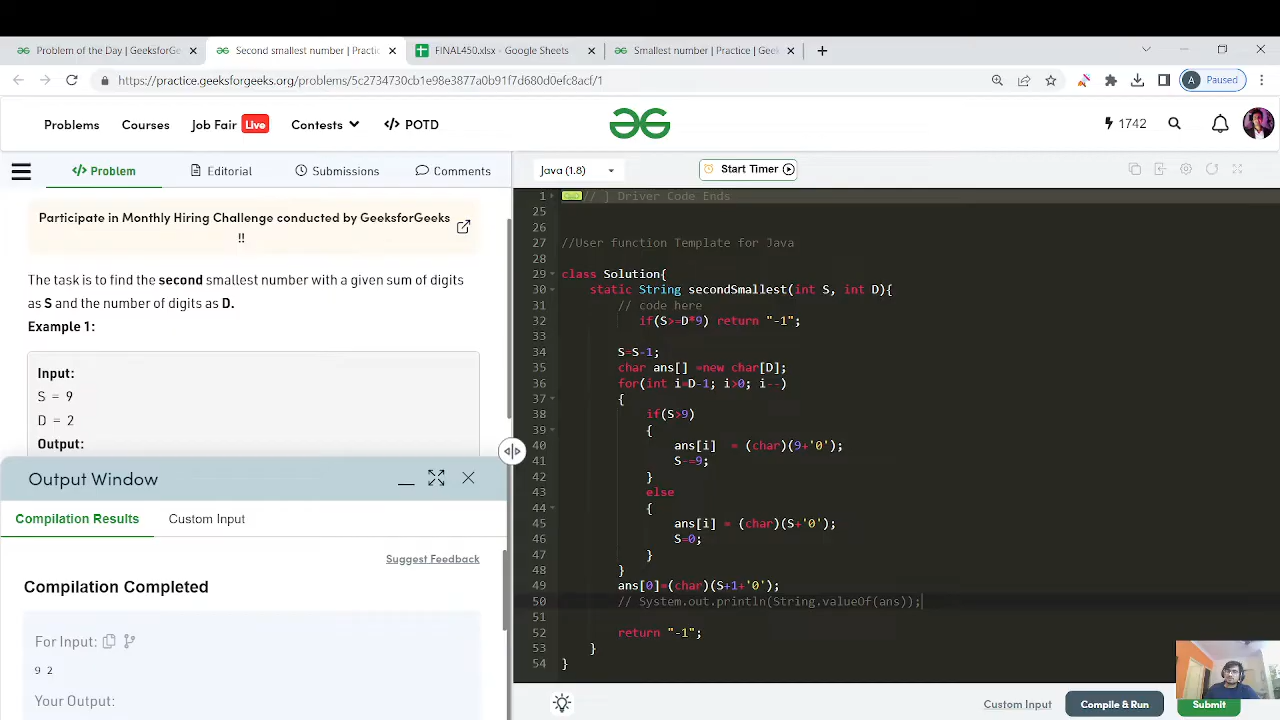 Problem of the Day | GeeksforGe
Second smallest number | Practic
FINAL450.xlsx - Google Sheets
Smallest number | Practice | Geek
https://practice.geeksforgeeks.org/problems/5c2734730cb1e98e3877a0b91f7d680d0efc8acf/1
A Paused
Problems
Courses
Job Fair Live
Contests
</> POTD
1742
</> Problem
Editorial
Submissions
Comments
Java (1.8)
Start Timer
Participate in Monthly Hiring Challenge conducted by GeeksforGeeks
!!
The task is to find the second smallest number with a given sum of digits
as S and the number of digits as D.
Example 1:
Input:
S = 9
D = 2
Output:
Output Window
Compilation Results
Custom Input
Suggest Feedback
Compilation Completed
For Input:
9 2
Your Output:
1 // } Driver Code Ends
25
26
27 //User function Template for Java
28
29 class Solution{
30 static String secondSmallest(int S, int D){
31 // code here
32 if(S>=D*9) return "-1";
33
34 S=S-1;
35 char ans[] =new char[D];
36 for(int i=D-1; i>0; i--)
37 {
38 if(S>9)
39 {
40 ans[i] = (char)(9+'0');
41 S-=9;
42 }
43 else
44 {
45 ans[i] = (char)(S+'0');
46 S=0;
47 }
48 }
49 ans[0]=(char)(S+1+'0');
50 // System.out.println(String.valueOf(ans));
51
52 return "-1";
53 }
54 }
Custom Input
Compile & Run
Submit